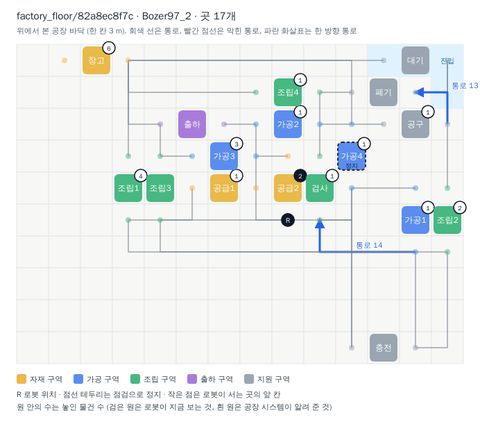 factory_floor/82a8ec8f7c · Bozer97_2 · 곳 17개
위에서 본 공장 바닥 (한 칸 3 m). 회색 선은 통로, 빨간 점선은 막힌 통로, 파란 화살표는 한 방향 통로
장고 6
대기
진입
조립4 1
폐기
통로 13
출하
가공2 1
공구 1
가공3 3
가공4 1
정지
조립1 4
조립3
공급1 1
공급2 2
검사 1
R
가공1 1
조립2 2
통로 14
충전
자재 구역
가공 구역
조립 구역
출하 구역
지원 구역
R 로봇 위치 · 점선 테두리는 점검으로 정지 · 작은 점은 로봇이 서는 곳의 앞 칸
원 안의 수는 놓인 물건 수 (검은 원은 로봇이 지금 보는 것, 흰 원은 공장 시스템이 알려 준 것)